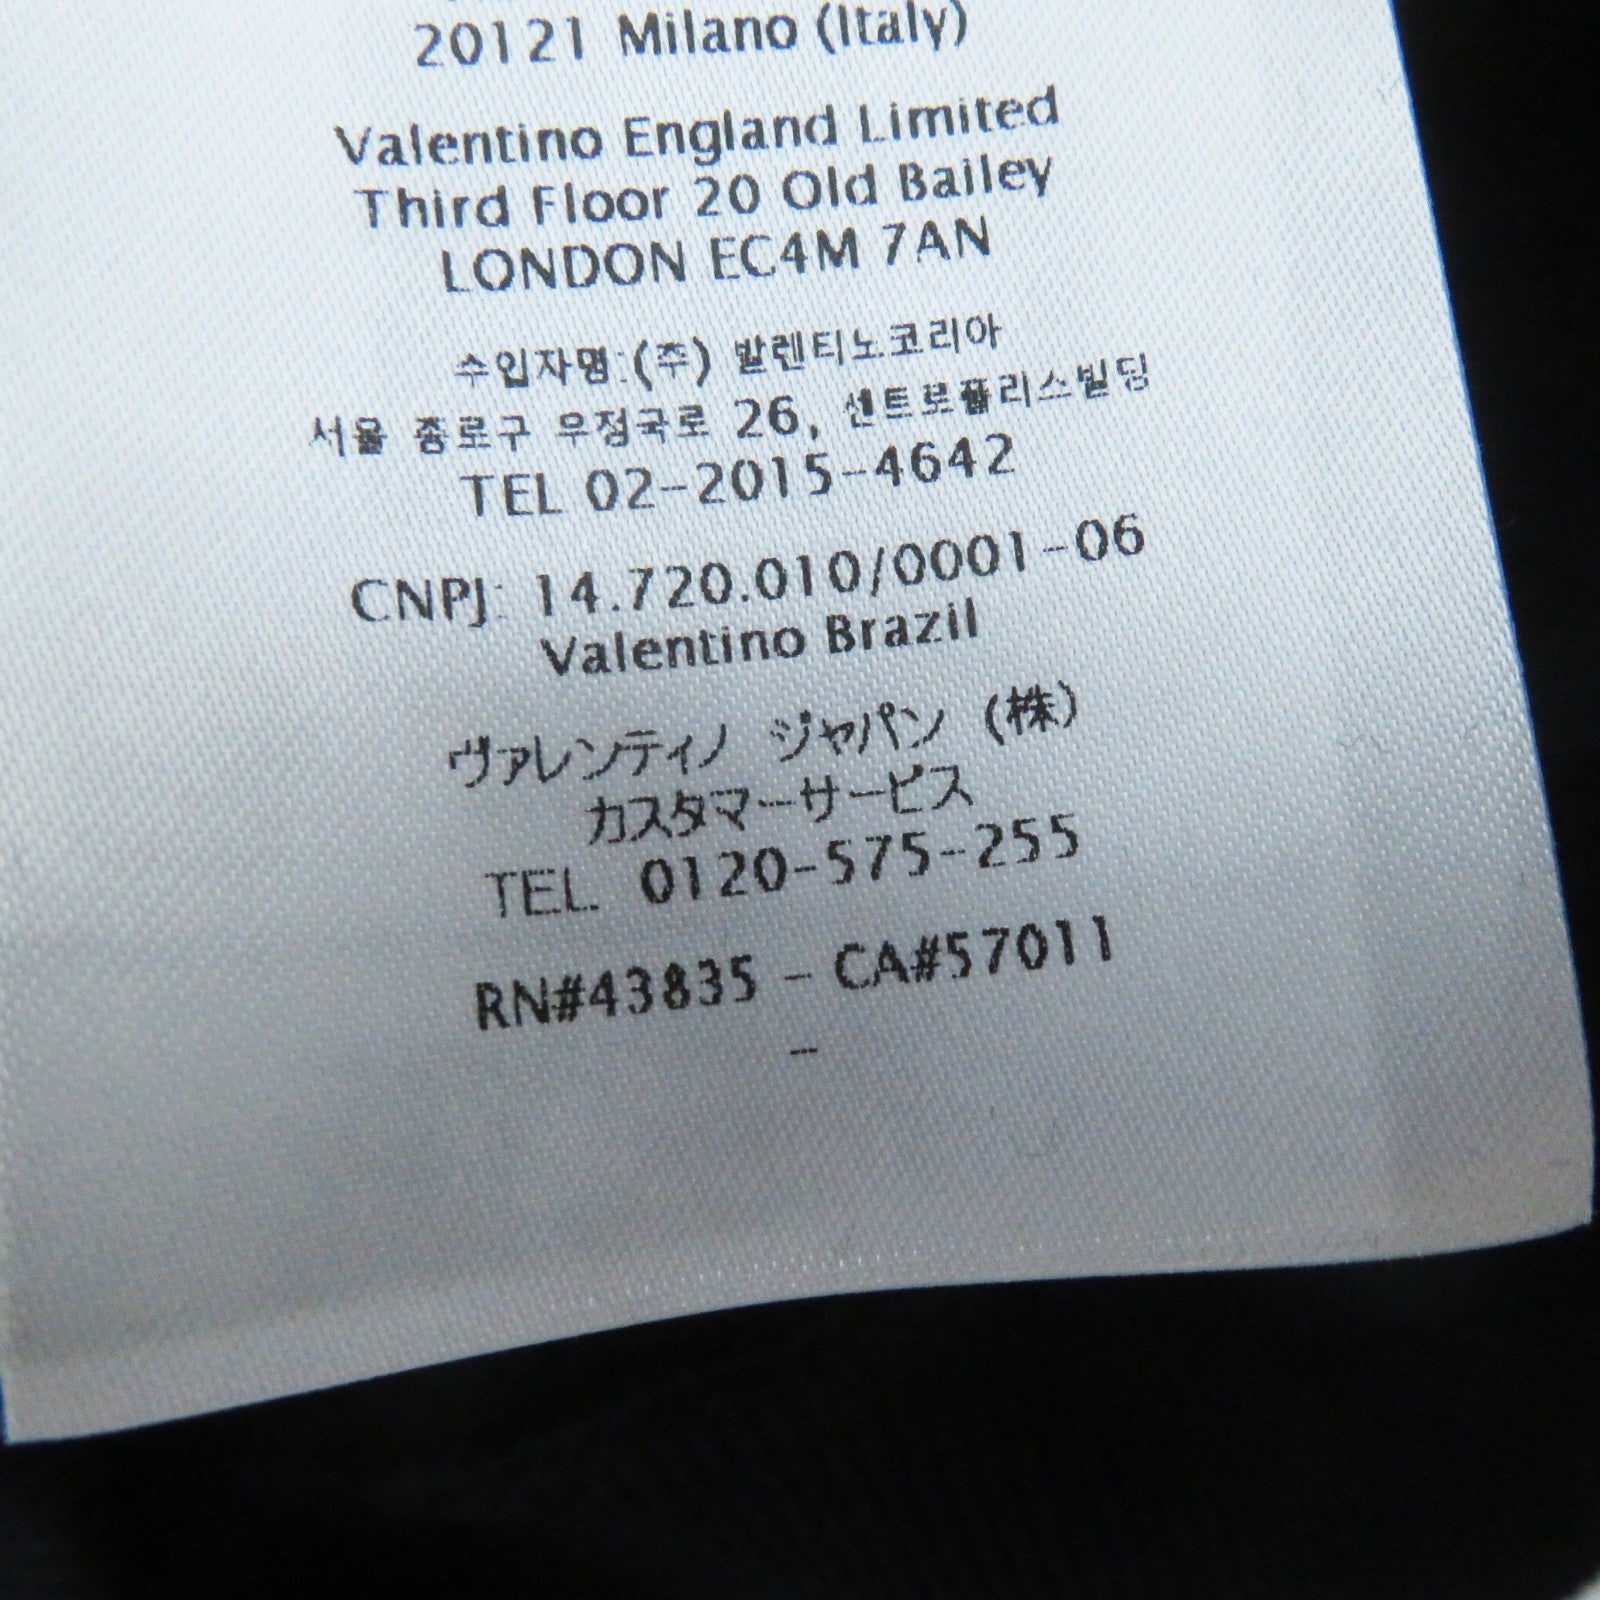 20121 Milano (Italy)
Valentino England Limited
Third Floor 20 Old Bailey
LONDON EC4M 7AN
수입자명:(주) 발렌티노코리아
서울 종로구 우정국로 26, 센트로폴리스빌딩
TEL 02-2015-4642
CNPJ: 14.720.010/0001-06
Valentino Brazil
ヴァレンティノ ジャパン (株)
カスタマーサービス
TEL. 0120-575-255
RN#43835 - CA#57011
-